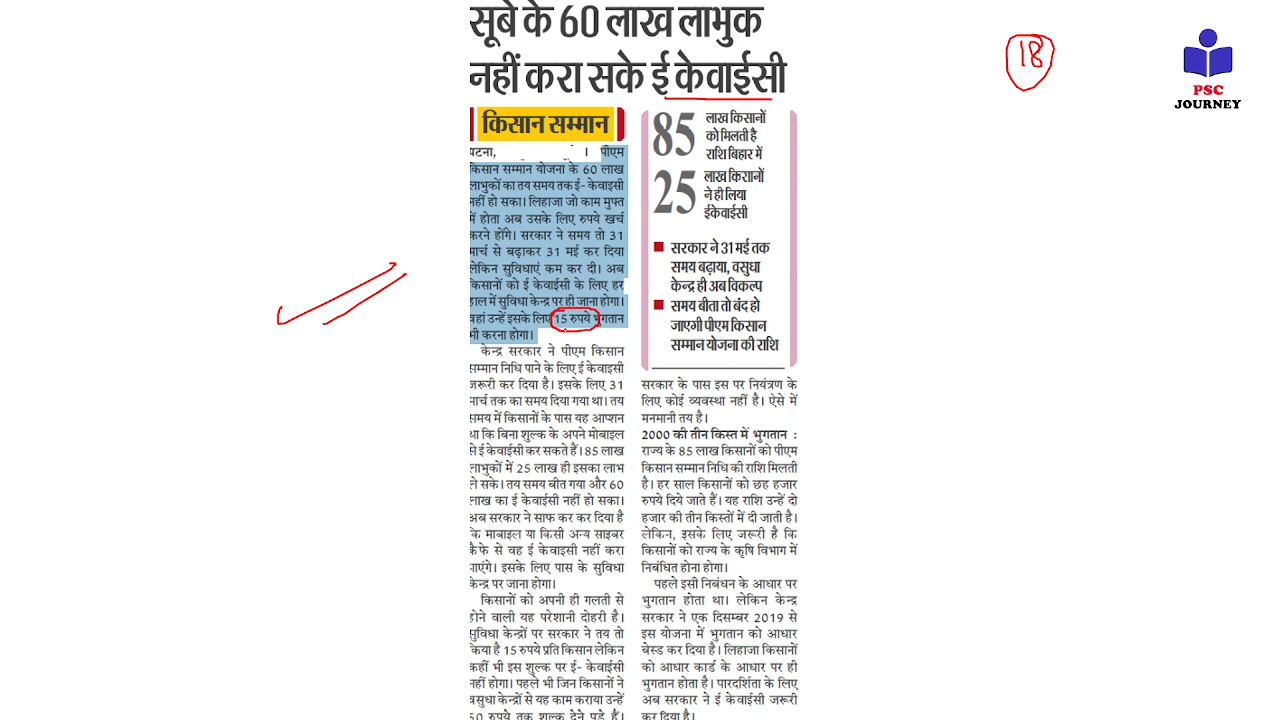 सूबे के 60 लाख लाभुक
नहीं करा सके ई केवाईसी
किसान सम्मान
पटना, । पीएम
किसान सम्मान योजना के 60 लाख
लाभुकों का तय समय तक ई- केवाइसी
नहीं हो सका। लिहाजा जो काम मुफ्त
में होता अब उसके लिए रुपये खर्च
करने होंगे। सरकार ने समय तो 31
मार्च से बढ़ाकर 31 मई कर दिया
लेकिन सुविधाएं कम कर दी। अब
किसानों को ई केवाईसी के लिए हर
हाल में सुविधा केन्द्र पर ही जाना होगा।
वहां उन्हें इसके लिए 15 रुपये भुगतान
भी करना होगा।
केन्द्र सरकार ने पीएम किसान
सम्मान निधि पाने के लिए ई केवाइसी
जरूरी कर दिया है। इसके लिए 31
मार्च तक का समय दिया गया था। तय
समय में किसानों के पास यह आप्शन
था कि बिना शुल्क के अपने मोबाइल
से ई केवाईसी कर सकते हैं। 85 लाख
लाभुकों में 25 लाख ही इसका लाभ
ले सके। तय समय बीत गया और 60
लाख का ई केवाईसी नहीं हो सका।
अब सरकार ने साफ कर कर दिया है
कि माबाइल या किसी अन्य साइबर
कैफे से वह ई केवाइसी नहीं करा
पाएंगे। इसके लिए पास के सुविधा
केन्द्र पर जाना होगा।
किसानों को अपनी ही गलती से
होने वाली यह परेशानी दोहरी है।
सुविधा केन्द्रों पर सरकार ने तय तो
किया है 15 रुपये प्रति किसान लेकिन
कहीं भी इस शुल्क पर ई- केवाईसी
नहीं होगा। पहले भी जिन किसानों ने
वसुधा केन्द्रों से यह काम कराया उन्हें
50 रुपये तक शुल्क देने पड़े हैं।
85 लाख किसानों
को मिलती है
राशि बिहार में
25 लाख किसानों
ने ही लिया
ईकेवाईसी
सरकार ने 31 मई तक
समय बढ़ाया, वसुधा
केन्द्र ही अब विकल्प
समय बीता तो बंद हो
जाएगी पीएम किसान
सम्मान योजना की राशि
सरकार के पास इस पर नियंत्रण के
लिए कोई व्यवस्था नहीं है। ऐसे में
मनमानी तय है।
2000 की तीन किस्त में भुगतान :
राज्य के 85 लाख किसानों को पीएम
किसान सम्मान निधि की राशि मिलती
है। हर साल किसानों को छह हजार
रुपये दिये जाते हैं। यह राशि उन्हें दो
हजार की तीन किस्तों में दी जाती है।
लेकिन, इसके लिए जरूरी है कि
किसानों को राज्य के कृषि विभाग में
निबंधित होना होगा।
पहले इसी निबंधन के आधार पर
भुगतान होता था। लेकिन केन्द्र
सरकार ने एक दिसम्बर 2019 से
इस योजना में भुगतान को आधार
बेस्ड कर दिया है। लिहाजा किसानों
को आधार कार्ड के आधार पर ही
भुगतान होता है। पारदर्शिता के लिए
अब सरकार ने ई केवाईसी जरूरी
कर दिया है।
18
PSC
JOURNEY